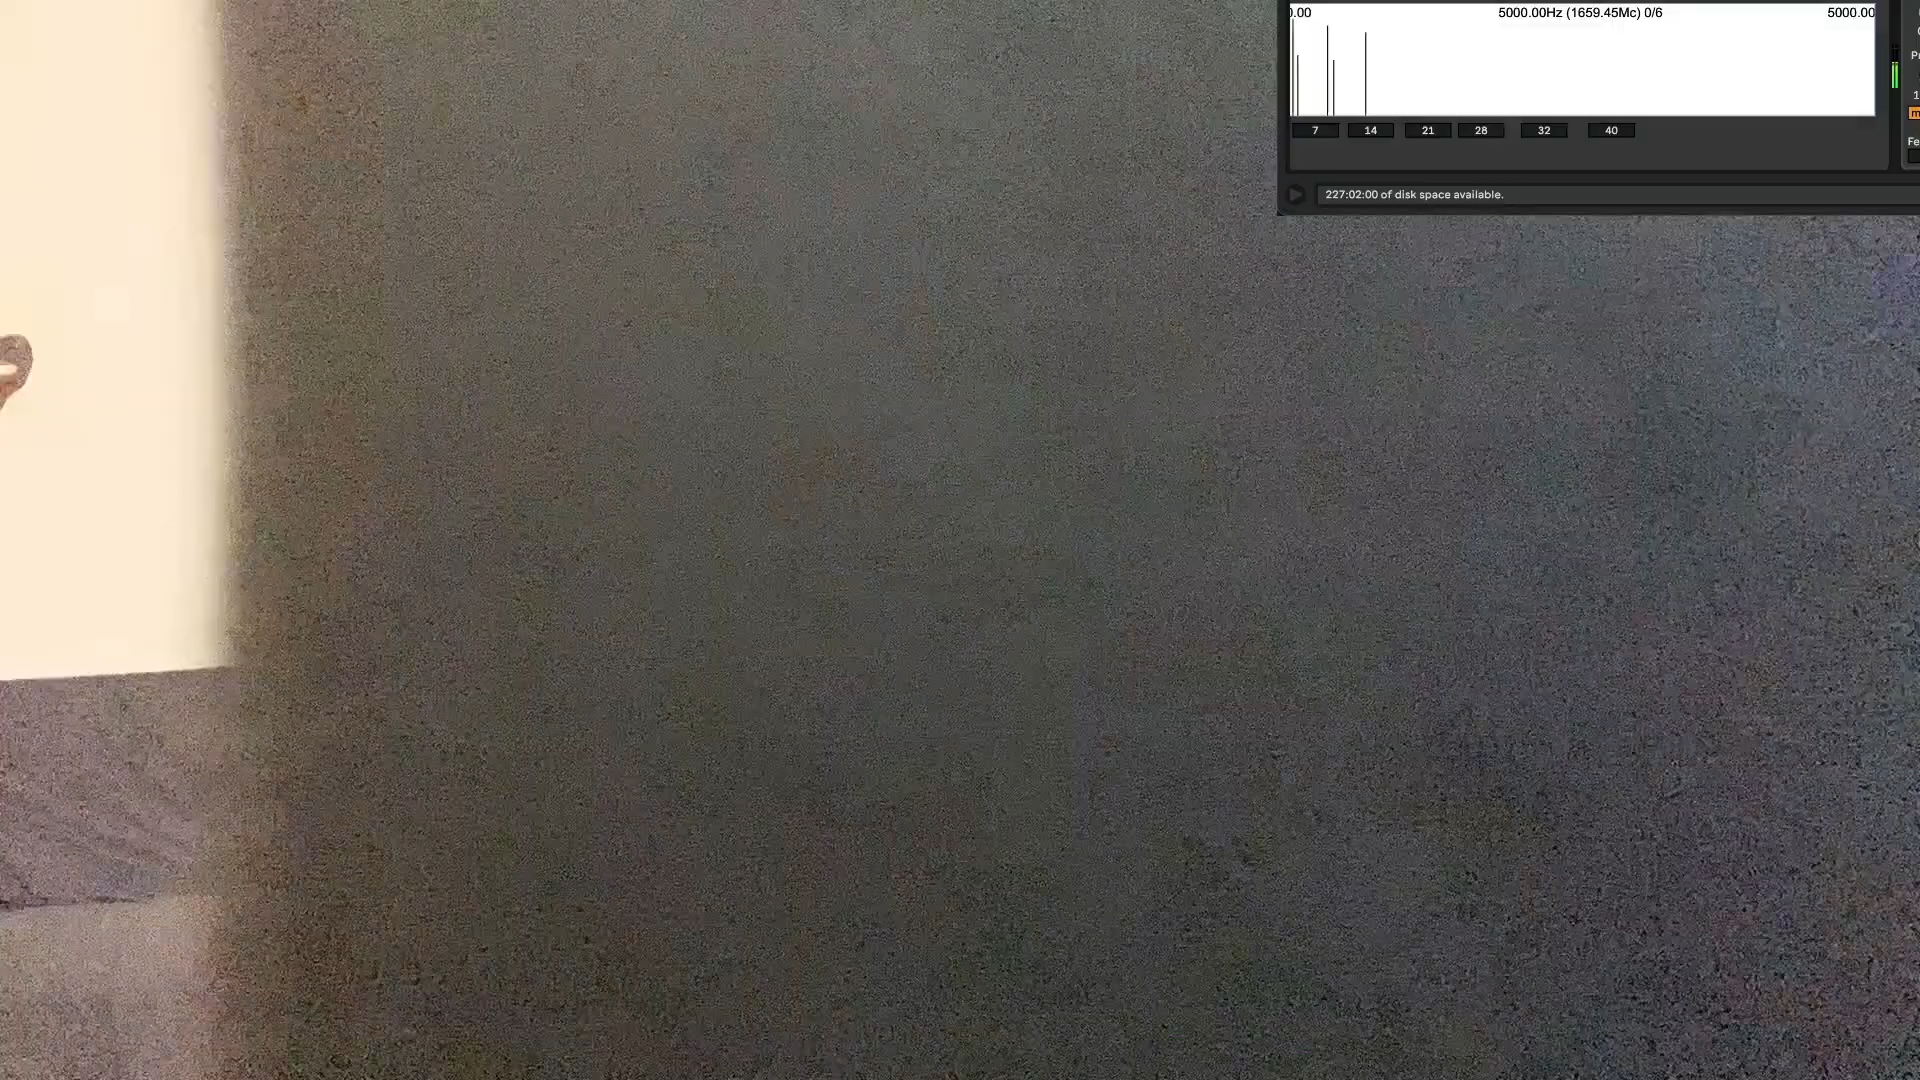 0.00 5000.00Hz (1659.45Mc) 0/6 5000.00
7 14 21 28 32 40
227:02:00 of disk space available.